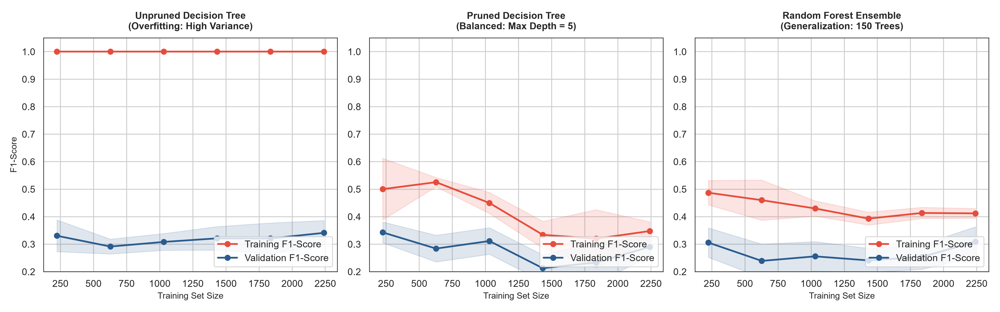 Unpruned Decision Tree
(Overfitting: High Variance)
F1-Score
1.0
0.9
0.8
0.7
0.6
0.5
0.4
0.3
0.2
Training F1-Score
Validation F1-Score
250 500 750 1000 1250 1500 1750 2000 2250
Training Set Size
Pruned Decision Tree
(Balanced: Max Depth = 5)
1.0
0.9
0.8
0.7
0.6
0.5
0.4
0.3
0.2
Training F1-Score
Validation F1-Score
250 500 750 1000 1250 1500 1750 2000 2250
Training Set Size
Random Forest Ensemble
(Generalization: 150 Trees)
1.0
0.9
0.8
0.7
0.6
0.5
0.4
0.3
0.2
Training F1-Score
Validation F1-Score
250 500 750 1000 1250 1500 1750 2000 2250
Training Set Size